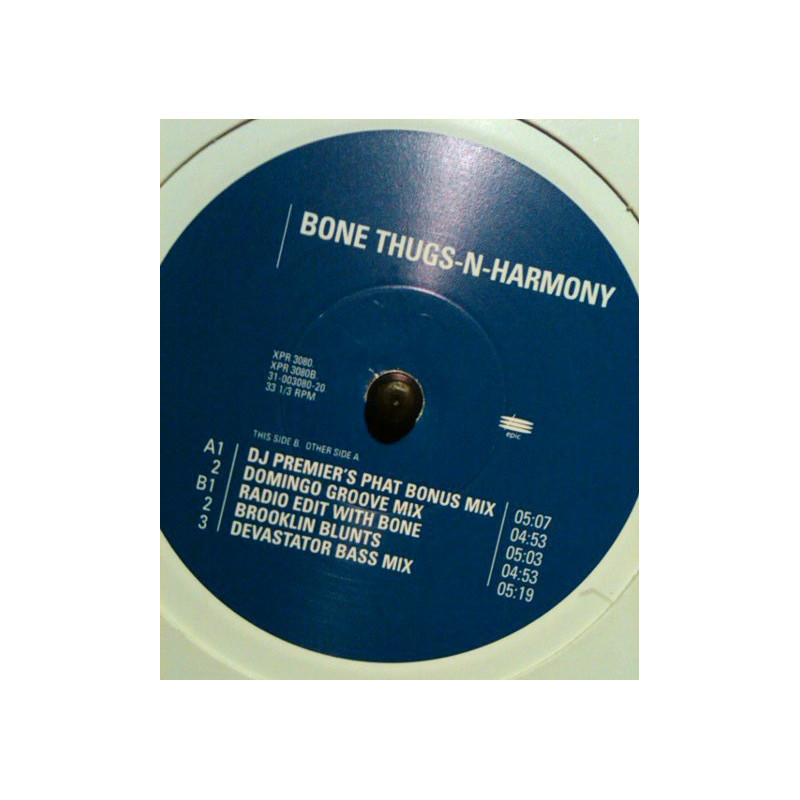 BONE THUGS-N-HARMONY
XPR 3080.
XPR 3080B.
31-003080-20
33 1/3 RPM
epic
THIS SIDE B. OTHER SIDE A
A1 DJ PREMIER'S PHAT BONUS MIX 05:07
2 DOMINGO GROOVE MIX 04:53
B1 RADIO EDIT WITH BONE 05:03
2 BROOKLIN BLUNTS 04:53
3 DEVASTATOR BASS MIX 05:19